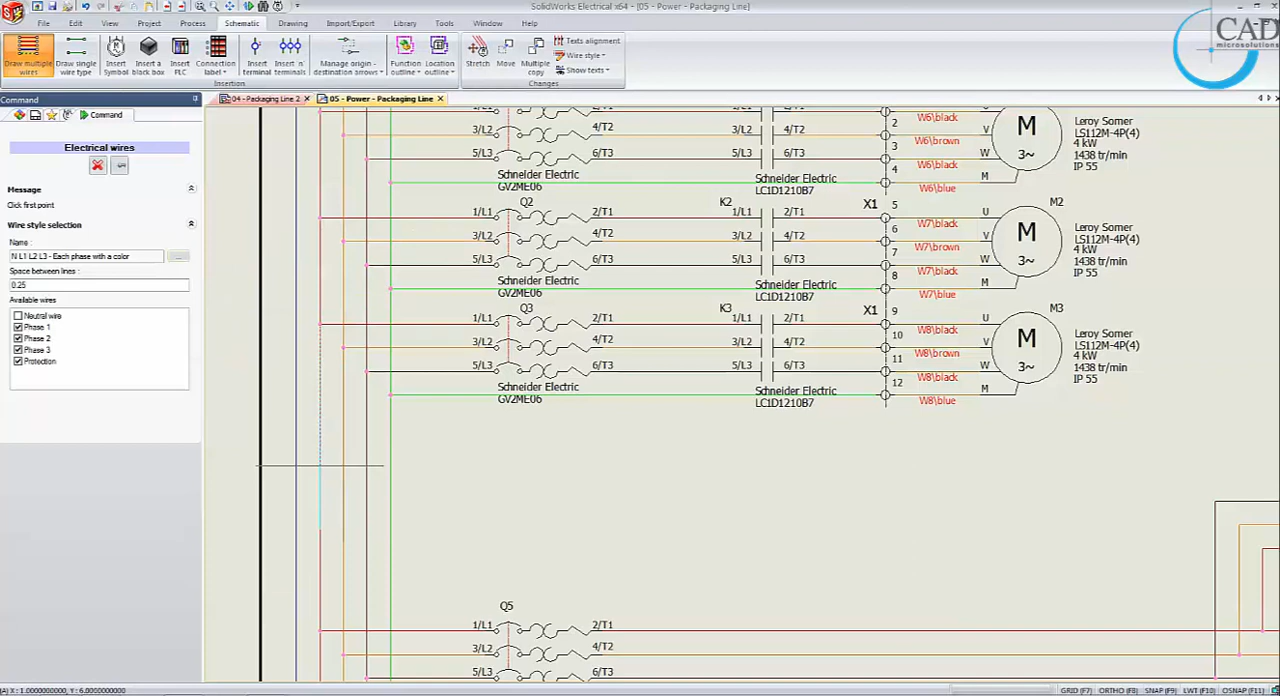 SolidWorks Electrical x64 - [05 - Power - Packaging Line]
File Edit View Project Process Schematic Drawing Import/Export Library Tools Window Help
Draw multiple wires
Draw single wire type
Insert Symbol
Insert a black box
Insert PLC
Connection label
Insert terminal
Insert 'n' terminals
Manage origin - destination arrows
Function outline
Location outline
Stretch
Move
Multiple copy
Texts alignment
Wire style
Show texts
Insertion
Changes
CAD
microsolutions
Command
04 - Packaging Line 2
05 - Power - Packaging Line
Command
Electrical wires
Message
Click first point
Wire style selection
Name :
N L1 L2 L3 - Each phase with a color
Space between lines :
0.25
Available wires
Neutral wire
Phase 1
Phase 2
Phase 3
Protection
3/L2 4/T2 3/L2 4/T2
5/L3 6/T3 5/L3 6/T3
Schneider Electric
GV2ME06
Schneider Electric
LC1D1210B7
2
3
4
W6\black
W6\brown
W6\black
W6\blue
V
W
M
M
3~
Leroy Somer
LS112M-4P(4)
4 kW
1438 tr/min
IP 55
Q2 K2 X1 5 M2
1/L1 2/T1 1/L1 2/T1
3/L2 4/T2 3/L2 4/T2
5/L3 6/T3 5/L3 6/T3
Schneider Electric
GV2ME06
Schneider Electric
LC1D1210B7
6
7
8
W7\black
W7\brown
W7\black
W7\blue
U
V
W
M
M
3~
Leroy Somer
LS112M-4P(4)
4 kW
1438 tr/min
IP 55
Q3 K3 X1 9 M3
1/L1 2/T1 1/L1 2/T1
3/L2 4/T2 3/L2 4/T2
5/L3 6/T3 5/L3 6/T3
Schneider Electric
GV2ME06
Schneider Electric
LC1D1210B7
10
11
12
W8\black
W8\brown
W8\black
W8\blue
U
V
W
M
M
3~
Leroy Somer
LS112M-4P(4)
4 kW
1438 tr/min
IP 55
Q5
1/L1 2/T1
3/L2 4/T2
5/L3 6/T3
(A) X : 1.0000000000, Y : 6.0000000000
GRID (F7) ORTHO (F8) SNAP (F9) LWT (F10) OSNAP (F11)